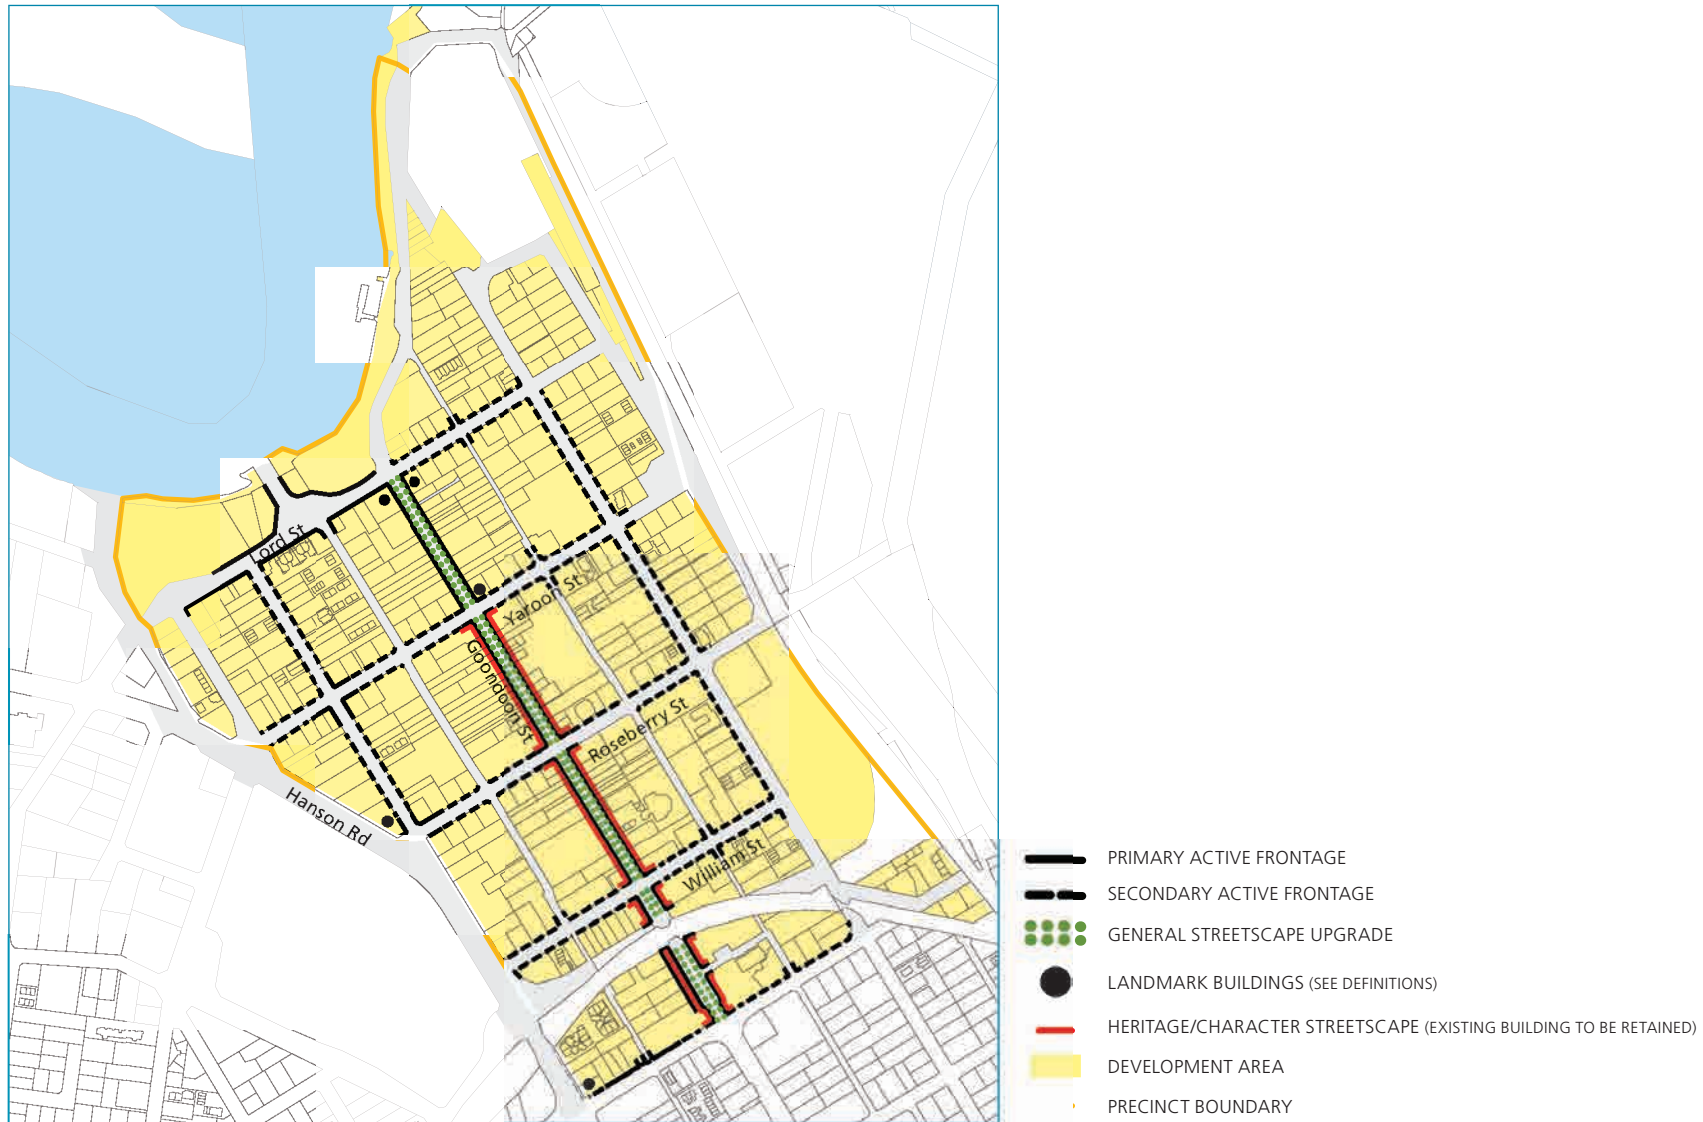 Lord St
Yaroon St
Goondoon St
Roseberry St
Hanson Rd
William St
PRIMARY ACTIVE FRONTAGE
SECONDARY ACTIVE FRONTAGE
GENERAL STREETSCAPE UPGRADE
LANDMARK BUILDINGS (SEE DEFINITIONS)
HERITAGE/CHARACTER STREETSCAPE (EXISTING BUILDING TO BE RETAINED)
DEVELOPMENT AREA
PRECINCT BOUNDARY